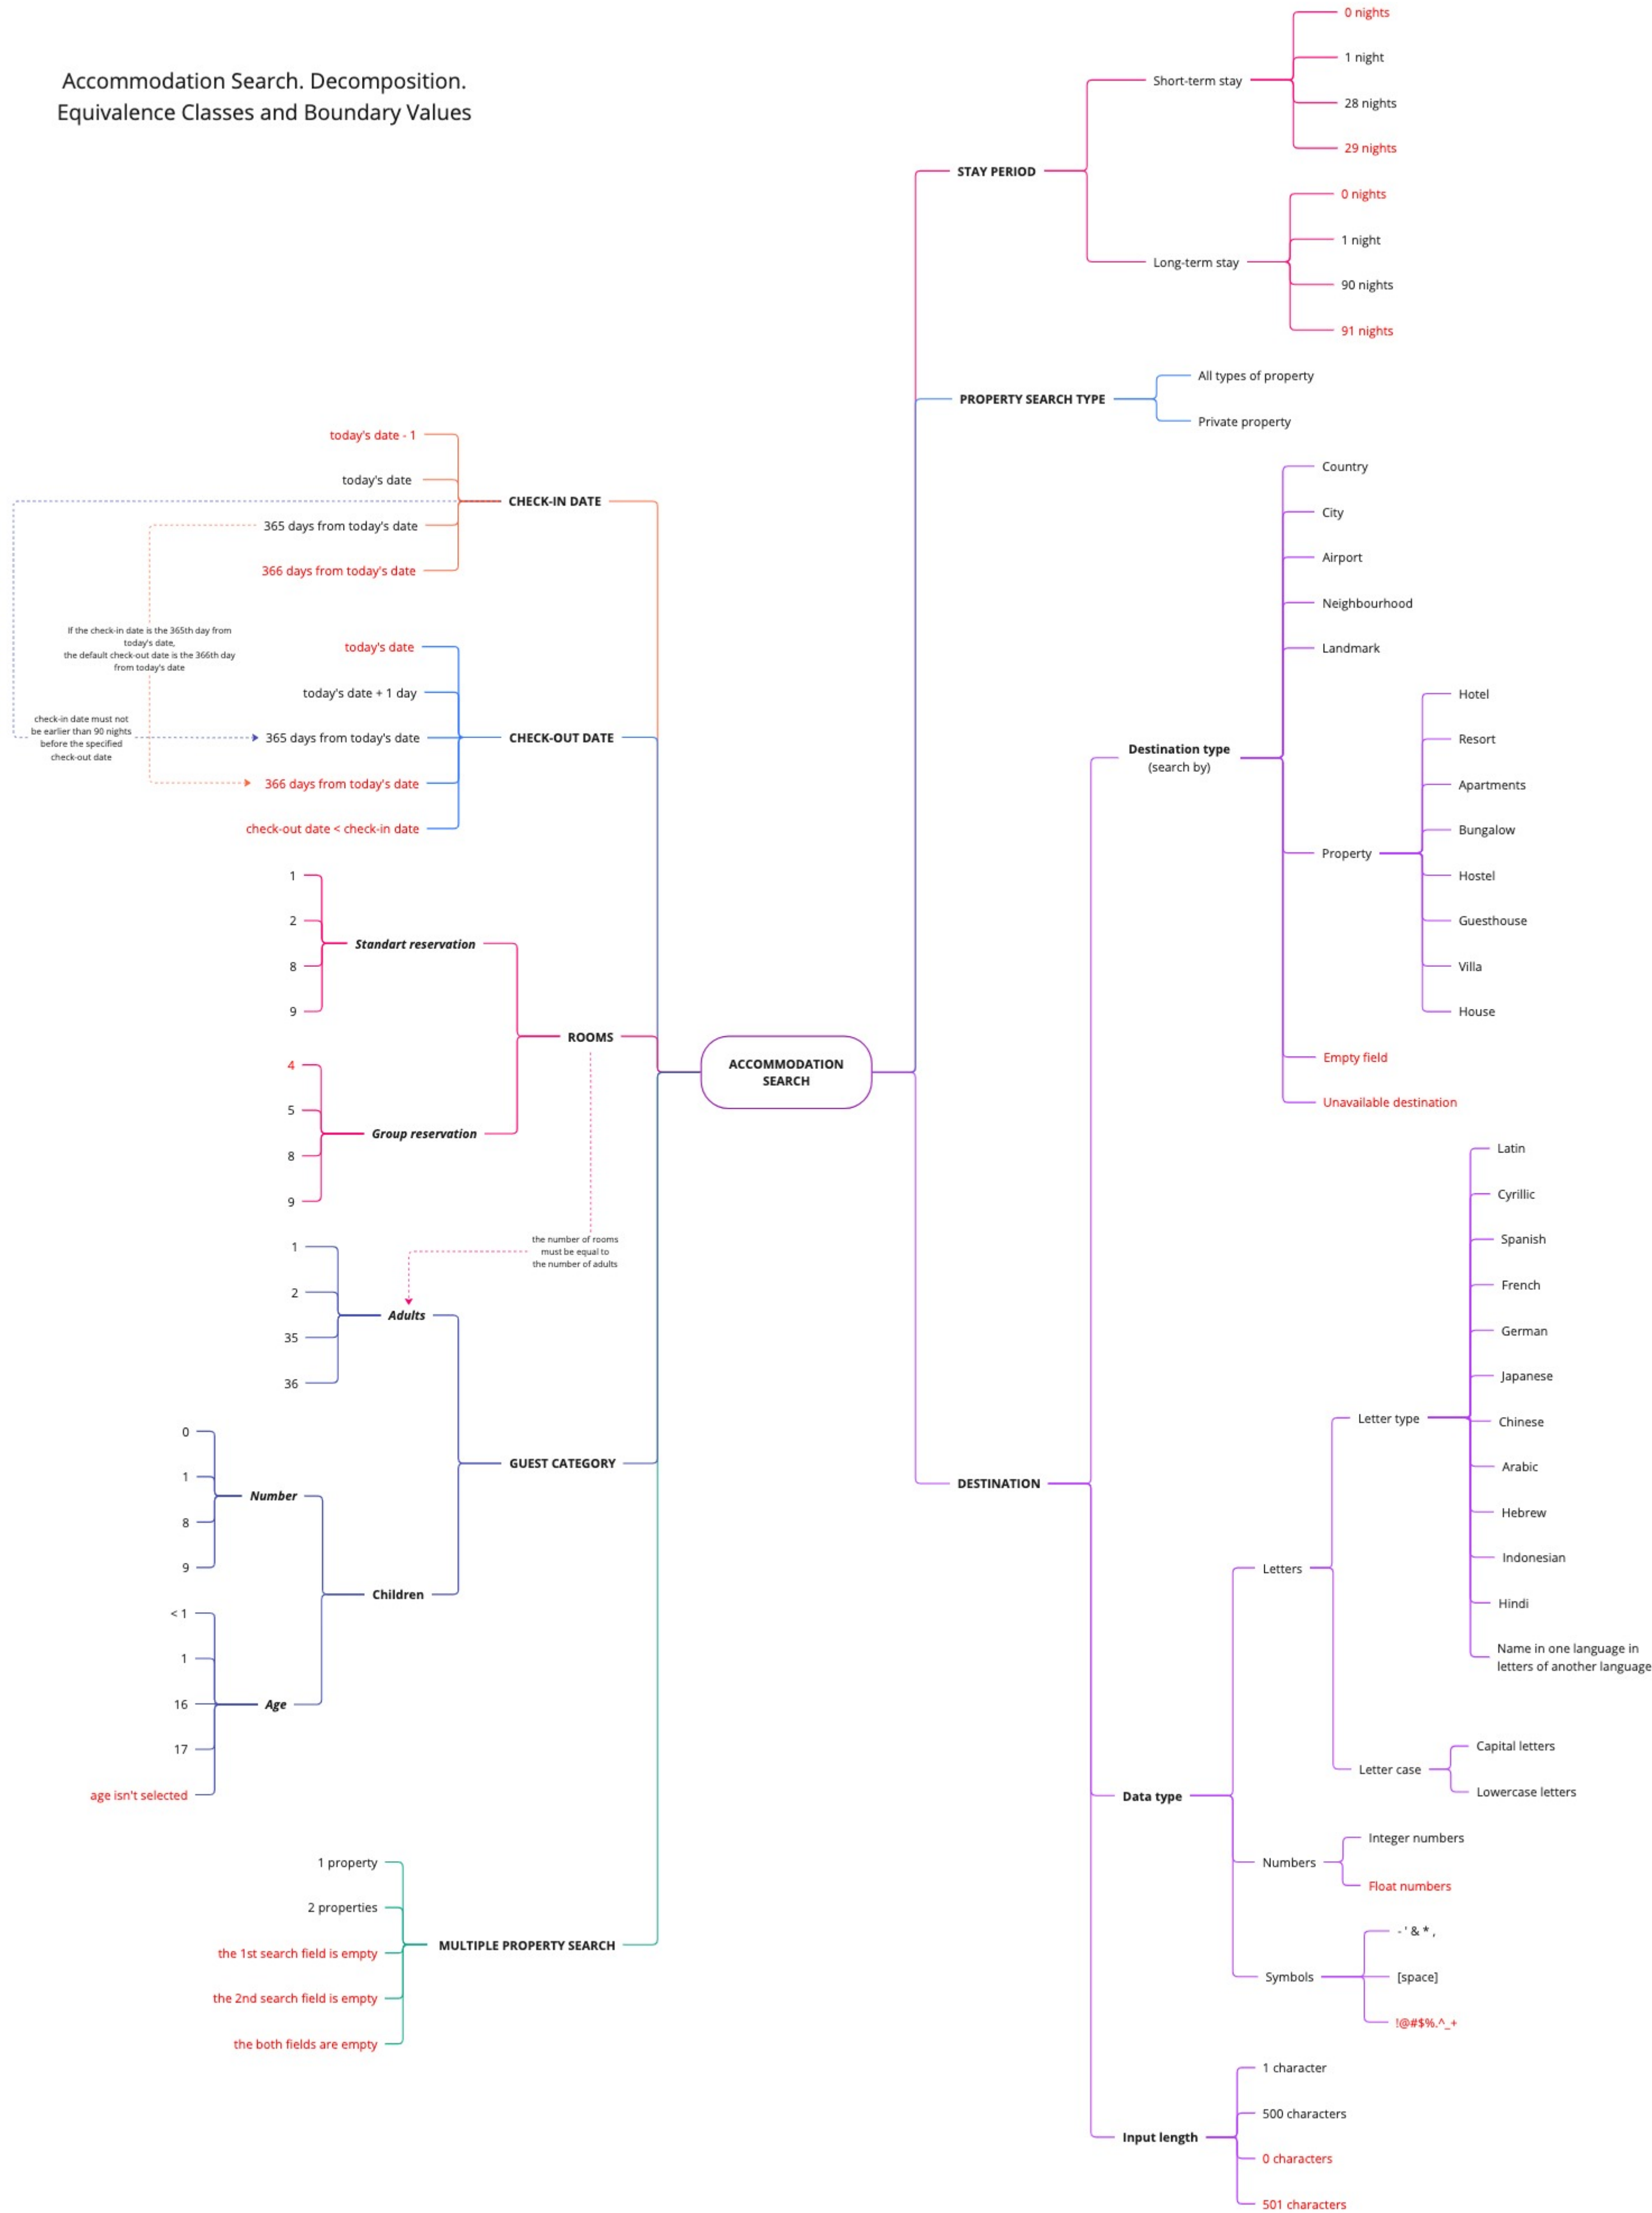 Accommodation Search. Decomposition.
Equivalence Classes and Boundary Values
ACCOMMODATION
SEARCH
STAY PERIOD
Short-term stay
0 nights
1 night
28 nights
29 nights
Long-term stay
0 nights
1 night
90 nights
91 nights
PROPERTY SEARCH TYPE
All types of property
Private property
DESTINATION
Destination type
(search by)
Country
City
Airport
Neighbourhood
Landmark
Property
Hotel
Resort
Apartments
Bungalow
Hostel
Guesthouse
Villa
House
Empty field
Unavailable destination
Data type
Letters
Letter type
Latin
Cyrillic
Spanish
French
German
Japanese
Chinese
Arabic
Hebrew
Indonesian
Hindi
Name in one language in
letters of another language
Letter case
Capital letters
Lowercase letters
Numbers
Integer numbers
Float numbers
Symbols
- ' & * ,
[space]
!@#$%.^_+
Input length
1 character
500 characters
0 characters
501 characters
CHECK-IN DATE
today's date - 1
today's date
365 days from today's date
366 days from today's date
If the check-in date is the 365th day from
today's date,
the default check-out date is the 366th day
from today's date
check-in date must not
be earlier than 90 nights
before the specified
check-out date
CHECK-OUT DATE
today's date
today's date + 1 day
365 days from today's date
366 days from today's date
check-out date < check-in date
ROOMS
Standart reservation
1
2
8
9
Group reservation
4
5
8
9
the number of rooms
must be equal to
the number of adults
GUEST CATEGORY
Adults
1
2
35
36
Children
Number
0
1
8
9
Age
< 1
1
16
17
age isn't selected
MULTIPLE PROPERTY SEARCH
1 property
2 properties
the 1st search field is empty
the 2nd search field is empty
the both fields are empty